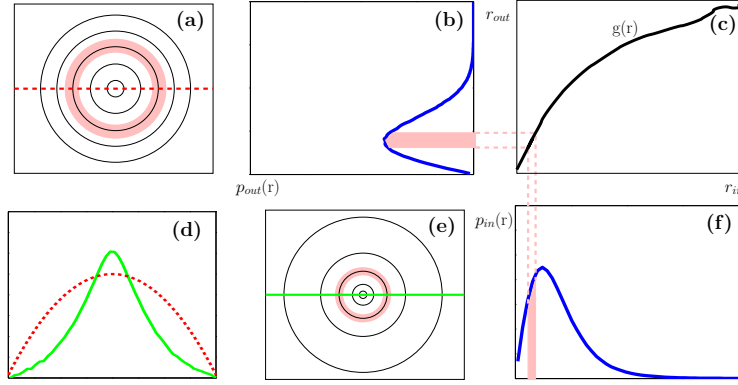 (a)
(b)
r_out
(c)
g(r)
p_out(r)
r_in
(d)
(e)
p_in(r)
(f)